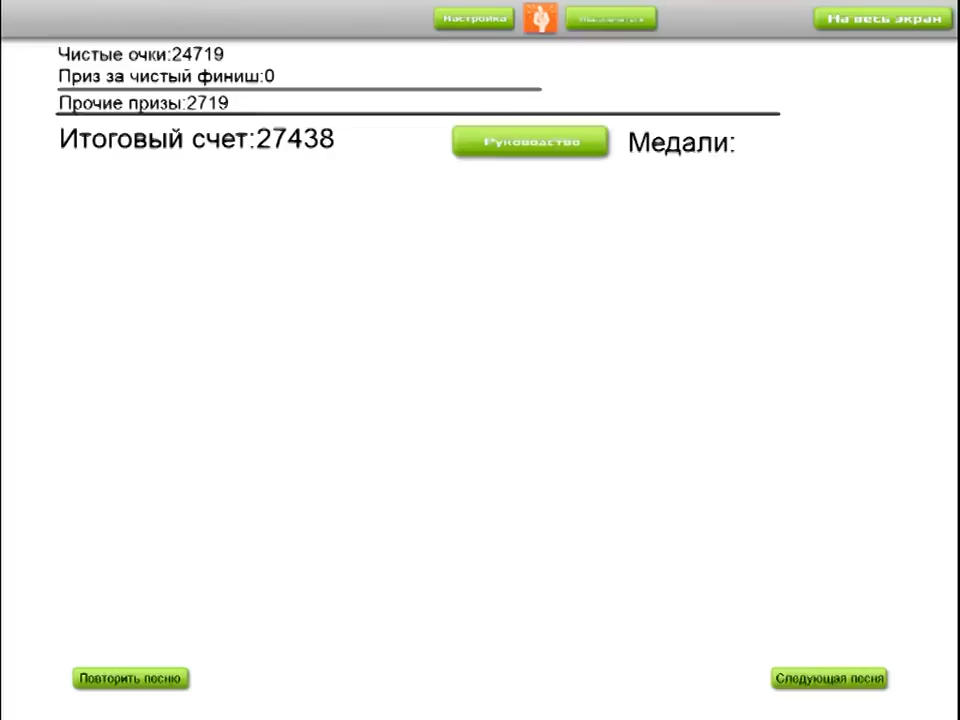 Настройка
На весь экран
Чистые очки:24719
Приз за чистый финиш:0
Прочие призы:2719
Итоговый счет:27438
Руководство
Медали:
Повторить песню
Следующая песня